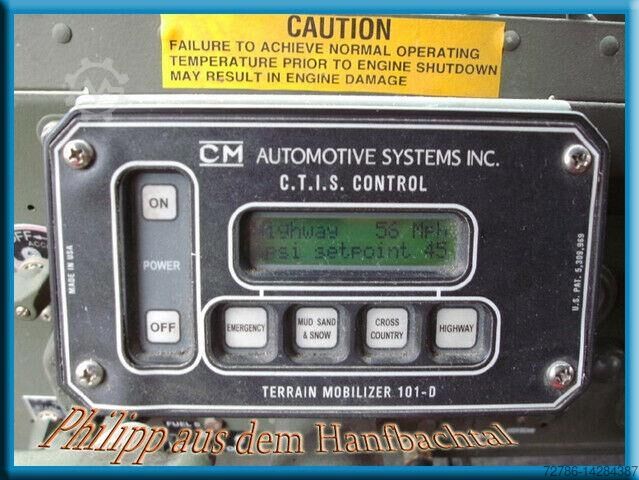 CAUTION
FAILURE TO ACHIEVE NORMAL OPERATING
TEMPERATURE PRIOR TO ENGINE SHUTDOWN
MAY RESULT IN ENGINE DAMAGE
CM AUTOMOTIVE SYSTEMS INC.
C.T.I.S. CONTROL
ON
POWER
OFF
MADE IN USA
Highway 56 Mph
psi setpoint 45
U.S. PAT. 5,309,969
EMERGENCY
MUD SAND
& SNOW
CROSS
COUNTRY
HIGHWAY
TERRAIN MOBILIZER 101-D
Philipp aus dem Hanfbachtal
72786-14284387